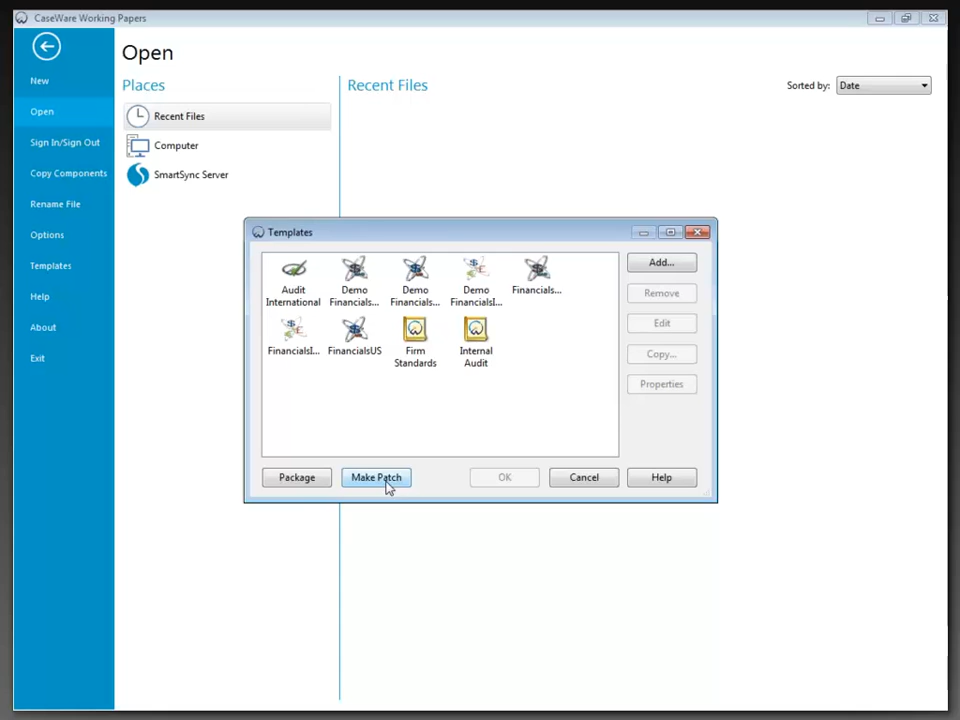 CaseWare Working Papers
Open
New
Open
Sign In/Sign Out
Copy Components
Rename File
Options
Templates
Help
About
Exit
Places
Recent Files
Computer
SmartSync Server
Recent Files
Sorted by:
Date
Templates
Audit
International
Demo
Financials...
Demo
Financials...
Demo
FinancialsI...
Financials...
FinancialsI...
FinancialsUS
Firm
Standards
Internal
Audit
Add...
Remove
Edit
Copy...
Properties
Package
Make Patch
OK
Cancel
Help